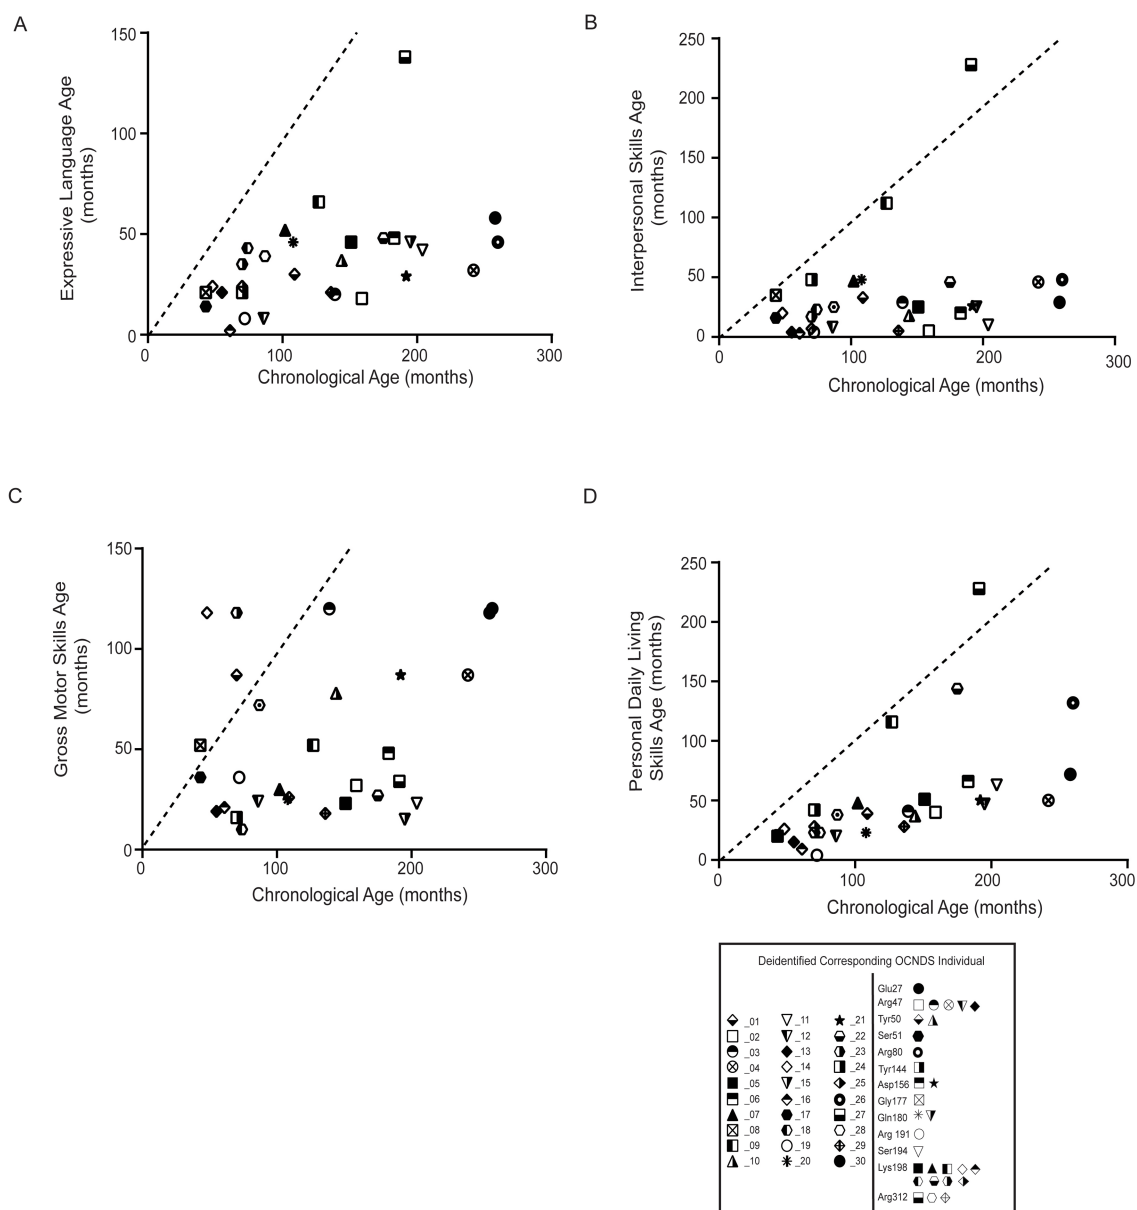 A
150
100
50
0
0
100
200
300
Expressive Language Age
(months)
Chronological Age (months)
B
250
200
150
100
50
0
0
100
200
300
Interpersonal Skills Age
(months)
Chronological Age (months)
C
150
100
50
0
0
100
200
300
Gross Motor Skills Age
(months)
Chronological Age (months)
D
250
200
150
100
50
0
0
100
200
300
Personal Daily Living
Skills Age (months)
Chronological Age (months)
Deidentified Corresponding OCNDS Individual
_01 _11 _21
_02 _12 _22
_03 _13 _23
_04 _14 _24
_05 _15 _25
_06 _16 _26
_07 _17 _27
_08 _18 _28
_09 _19 _29
_10 _20 _30
Glu27
Arg47
Tyr50
Ser51
Arg80
Tyr144
Asp156
Gly177
Gln180
Arg 191
Ser194
Lys198
Arg312